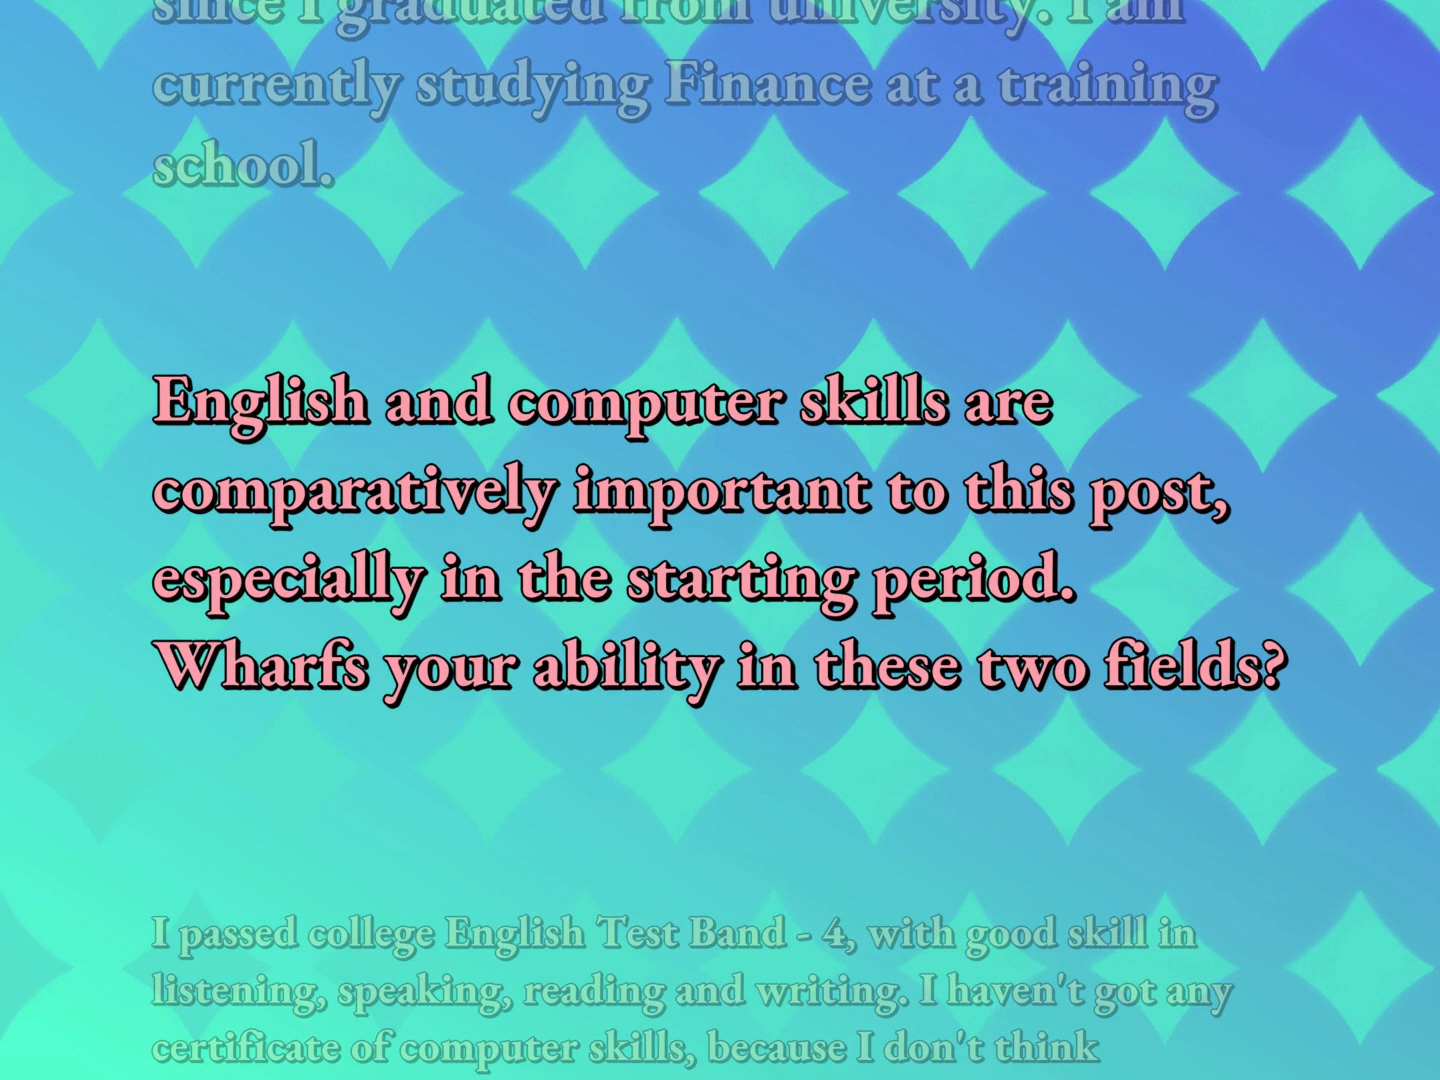 since I graduated from university. I am
currently studying Finance at a training
school.
English and computer skills are
comparatively important to this post,
especially in the starting period.
Wharfs your ability in these two fields?
I passed college English Test Band - 4, with good skill in
listening, speaking, reading and writing. I haven't got any
certificate of computer skills, because I don't think